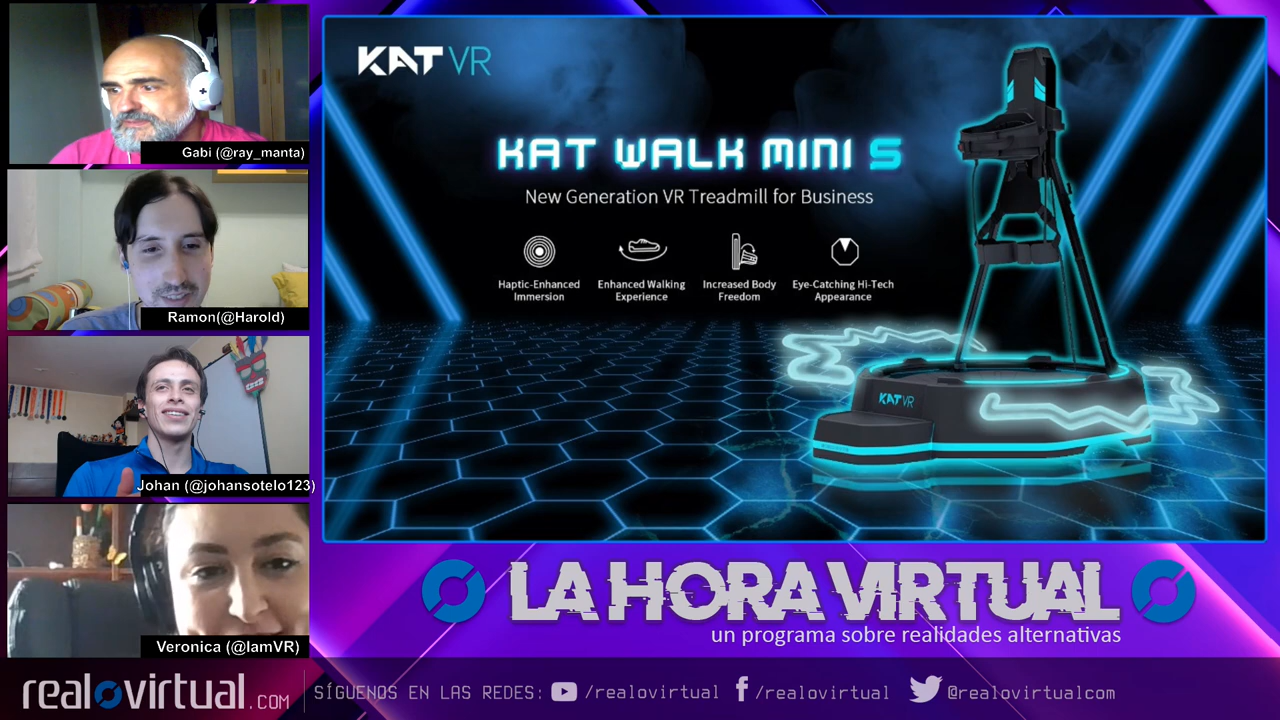 Gabi (@ray_manta)
Ramon(@Harold)
Johan (@johansotelo123)
Veronica (@IamVR)
KAT VR
KAT WALK MINI S
New Generation VR Treadmill for Business
Haptic-Enhanced
Immersion
Enhanced Walking
Experience
Increased Body
Freedom
Eye-Catching Hi-Tech
Appearance
KAT VR
LA HORA VIRTUAL
un programa sobre realidades alternativas
realovirtual.COM
SÍGUENOS EN LAS REDES: /realovirtual /realovirtual @realovirtualcom